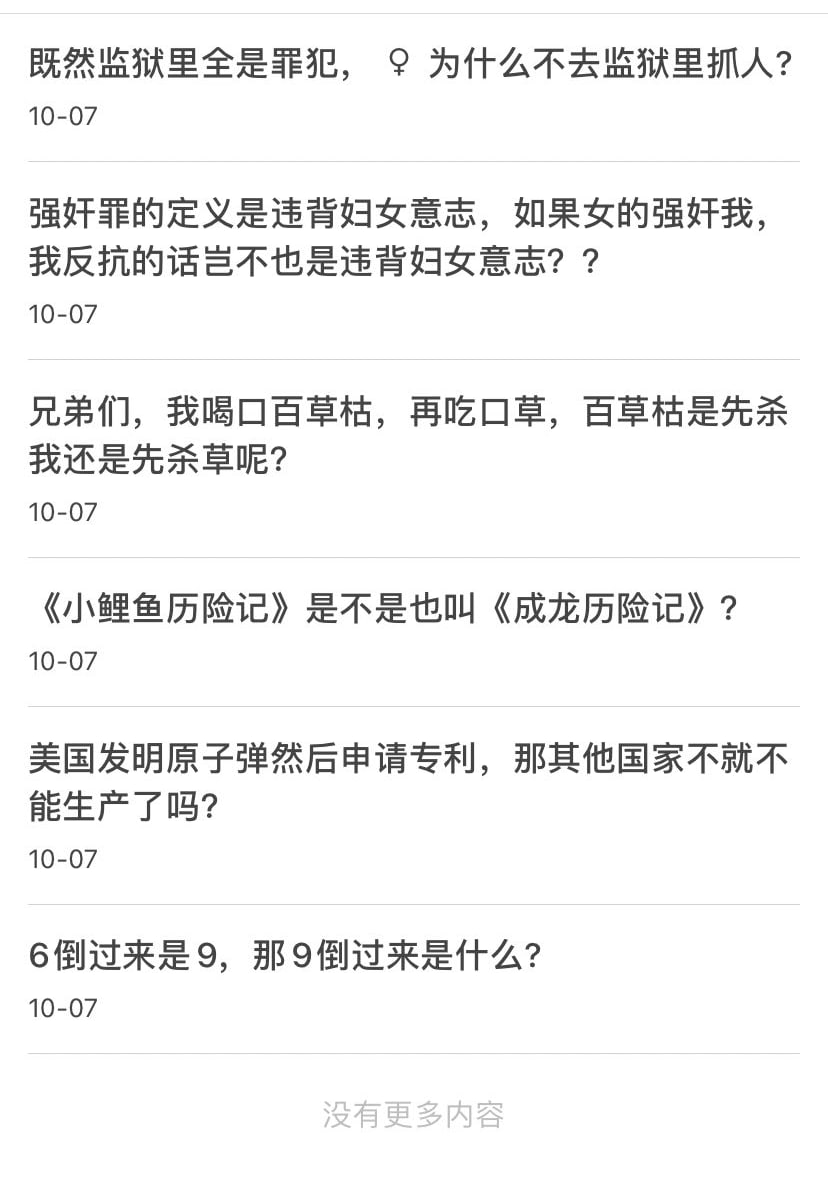 既然监狱里全是罪犯， ♀ 为什么不去监狱里抓人?
10-07
强奸罪的定义是违背妇女意志，如果女的强奸我，
我反抗的话岂不也是违背妇女意志？？
10-07
兄弟们，我喝口百草枯，再吃口草，百草枯是先杀
我还是先杀草呢?
10-07
《小鲤鱼历险记》是不是也叫《成龙历险记》?
10-07
美国发明原子弹然后申请专利，那其他国家不就不
能生产了吗?
10-07
6倒过来是9，那9倒过来是什么?
10-07
没有更多内容